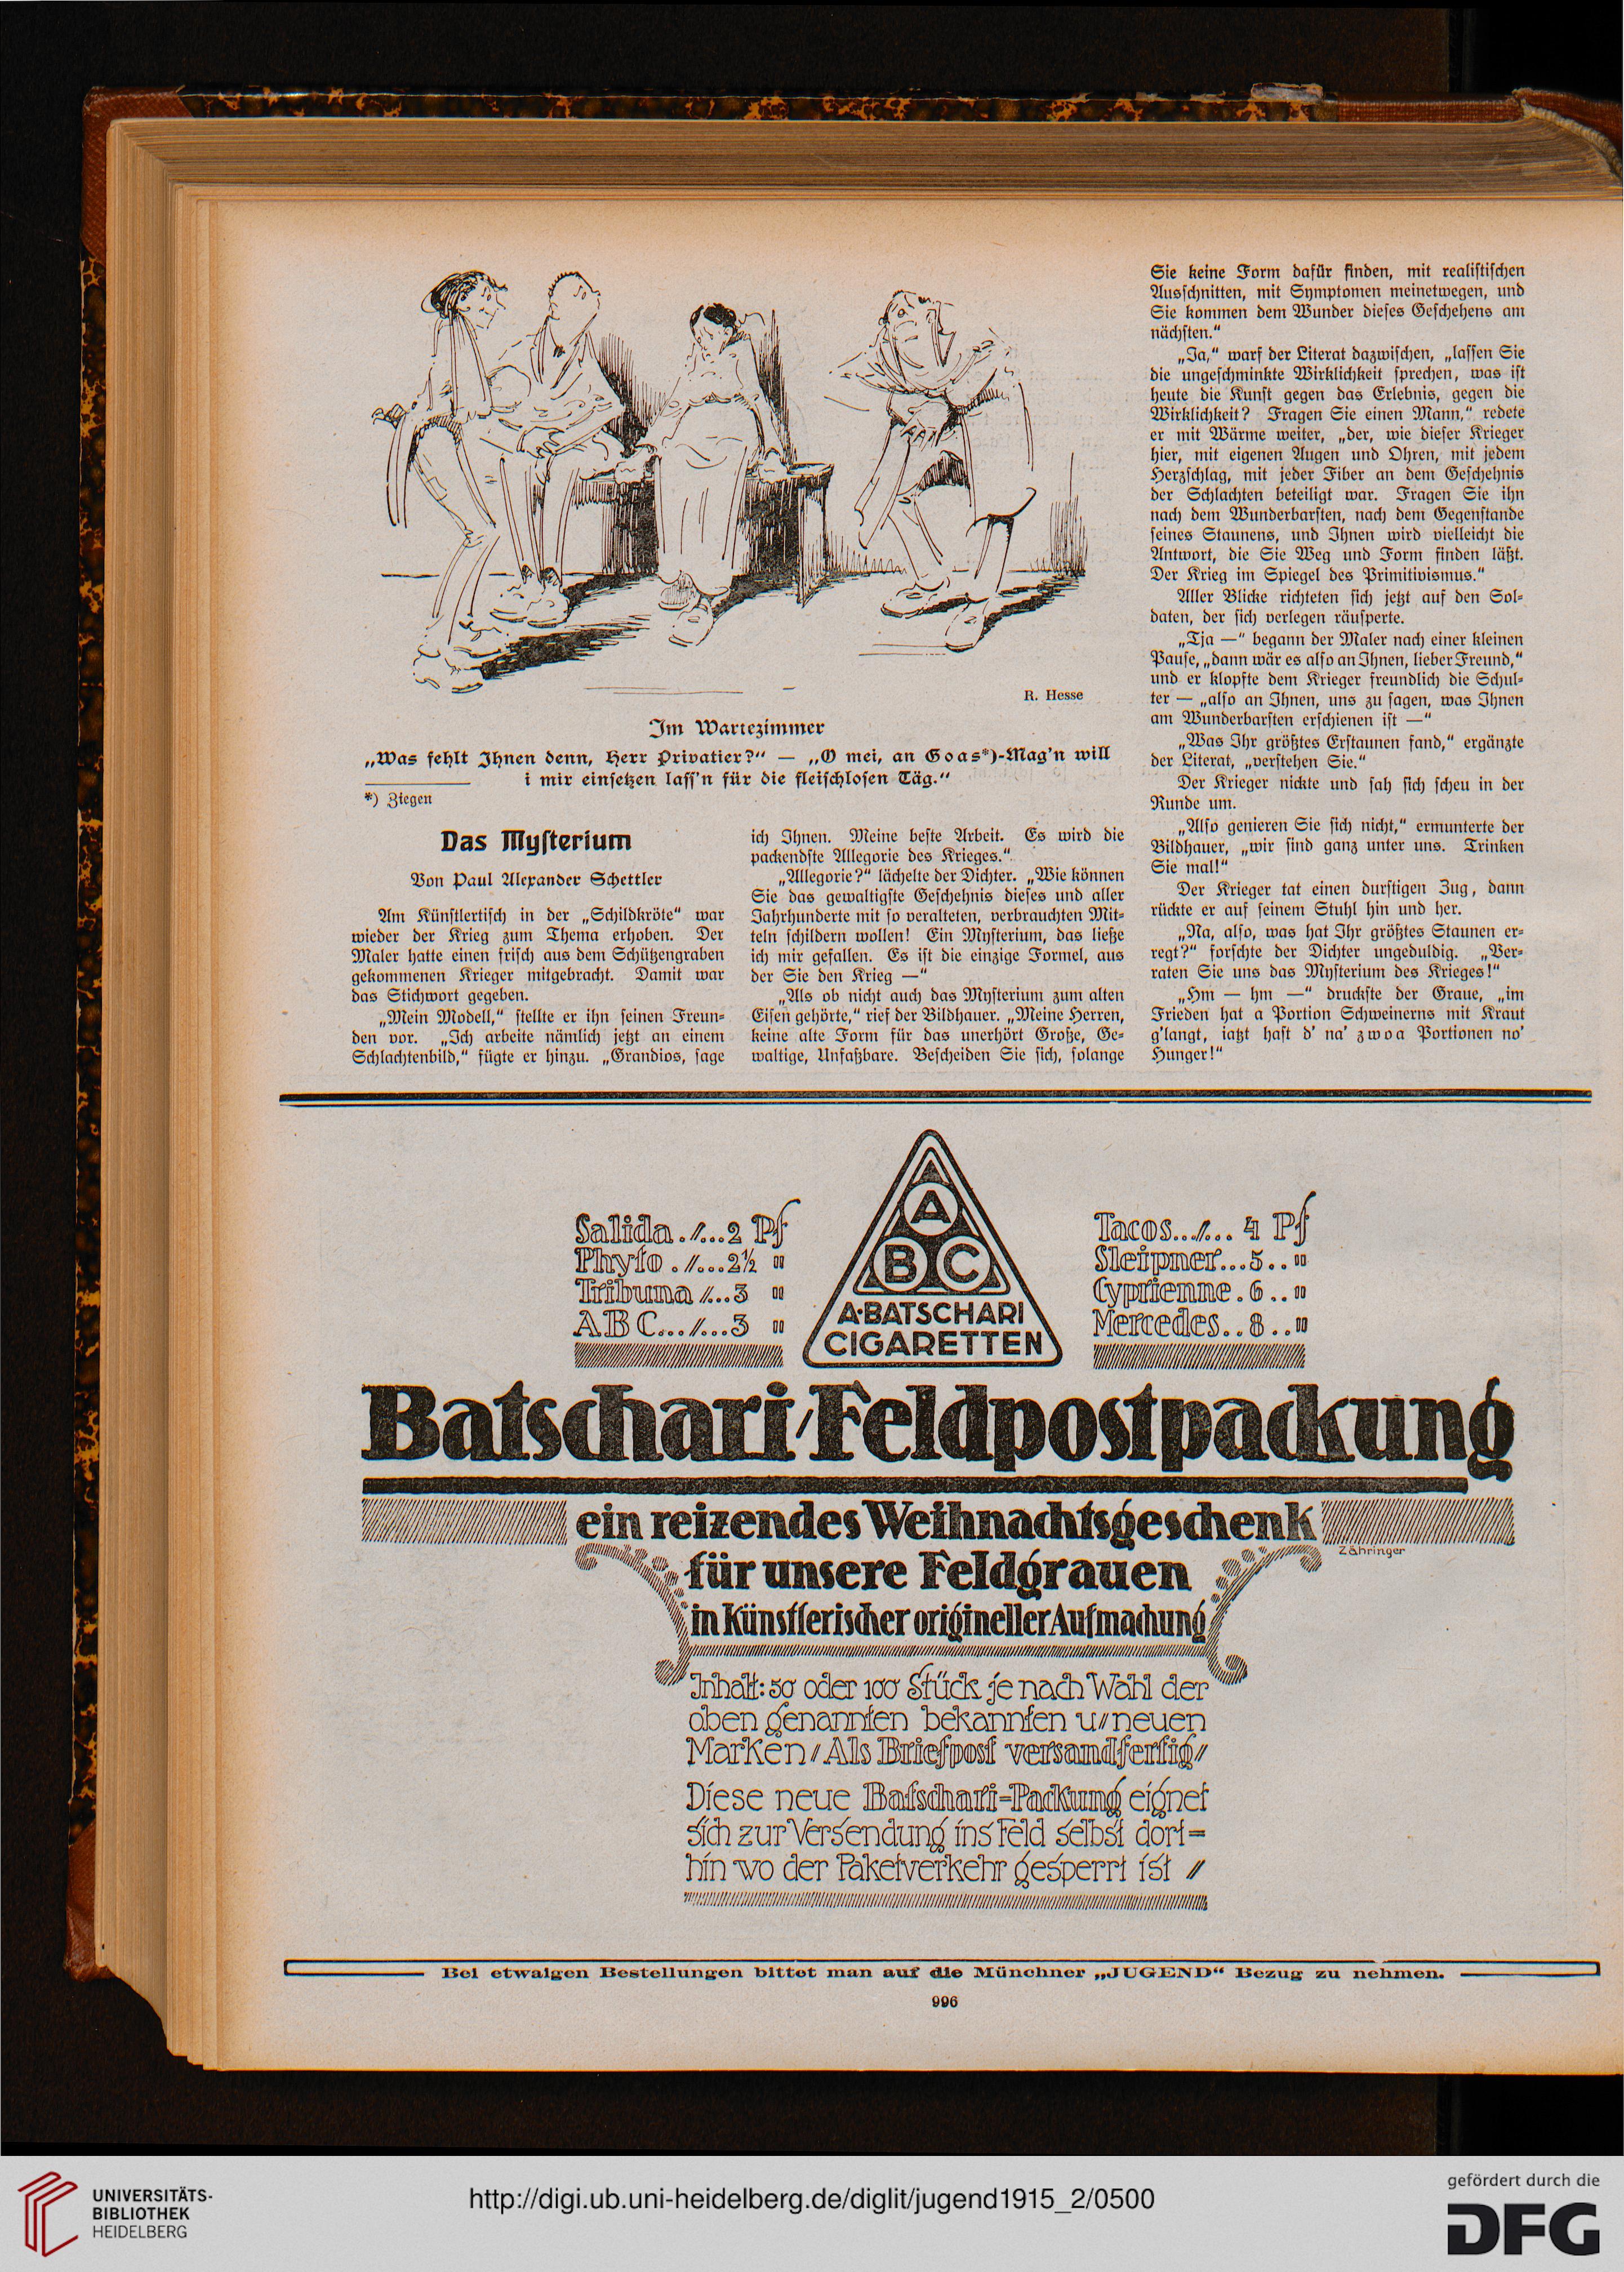 R. Hesse
Im Wartezimmer
„Was fehlt Ihnen denn, Herr Privatier?“ — „O mei, an Goas*)-Mag'n will
i mir einsetzen lass'n für die fleischlosen Täg.“
*) Ziegen
Das Mysterium
Von Paul Alexander Schettler
Am Künstlertisch in der „Schildkröte“ war
wieder der Krieg zum Thema erhoben. Der
Maler hatte einen frisch aus dem Schützengraben
gekommenen Krieger mitgebracht. Damit war
das Stichwort gegeben.
„Mein Modell,“ stellte er ihn seinen Freun-
den vor. „Ich arbeite nämlich jetzt an einem
Schlachtenbild,“ fügte er hinzu. „Grandios, sage
ich Ihnen. Meine beste Arbeit. Es wird die
packendste Allegorie des Krieges.“
„Allegorie?“ lächelte der Dichter. „Wie können
Sie das gewaltigste Geschehnis dieses und aller
Jahrhunderte mit so veralteten, verbrauchten Mit-
teln schildern wollen! Ein Mysterium, das ließe
ich mir gefallen. Es ist die einzige Formel, aus
der Sie den Krieg —“
„Als ob nicht auch das Mysterium zum alten
Eisen gehörte,“ rief der Bildhauer. „Meine Herren,
keine alte Form für das unerhört Große, Ge-
waltige, Unfaßbare. Bescheiden Sie sich, solange
Sie keine Form dafür finden, mit realistischen
Ausschnitten, mit Symptomen meinetwegen, und
Sie kommen dem Wunder dieses Geschehens am
nächsten.“
„Ja,“ warf der Literat dazwischen, „lassen Sie
die ungeschminkte Wirklichkeit sprechen, was ist
heute die Kunst gegen das Erlebnis, gegen die
Wirklichkeit? Fragen Sie einen Mann,“ redete
er mit Wärme weiter, „der, wie dieser Krieger
hier, mit eigenen Augen und Ohren, mit jedem
Herzschlag, mit jeder Fiber an dem Geschehnis
der Schlachten beteiligt war. Fragen Sie ihn
nach dem Wunderbarsten, nach dem Gegenstande
seines Staunens, und Ihnen wird vielleicht die
Antwort, die Sie Weg und Form finden läßt.
Der Krieg im Spiegel des Primitivismus.“
Aller Blicke richteten sich jetzt auf den Sol-
daten, der sich verlegen räusperte.
„Tja —“ begann der Maler nach einer kleinen
Pause, „dann wär es also an Ihnen, lieber Freund,“
und er klopfte dem Krieger freundlich die Schul-
ter — „also an Ihnen, uns zu sagen, was Ihnen
am Wunderbarsten erschienen ist —“
„Was Ihr größtes Erstaunen fand,“ ergänzte
der Literat, „verstehen Sie.“
Der Krieger nickte und sah sich scheu in der
Runde um.
„Also genieren Sie sich nicht,“ ermunterte der
Bildhauer, „wir sind ganz unter uns. Trinken
Sie mal!“
Der Krieger tat einen durstigen Zug, dann
rückte er auf seinem Stuhl hin und her.
„Na, also, was hat Ihr größtes Staunen er-
regt?“ forschte der Dichter ungeduldig. „Ver-
raten Sie uns das Mysterium des Krieges!“
„Hm — hm —“ druckste der Graue, „im
Frieden hat a Portion Schweinerns mit Kraut
g'langt, iatzt hast d' na' zwoa Portionen no'
Hunger!“
Salida . /. ... 2 Pf
Phyto . //. ... 2½ "
Tribuna /. .. 3 "
ABC... /. ... 3 "
A
B C
A·BATSCHARI
CIGARETTEN
Tacos.../... 4 Pf
Sleipner...5.. "
Cyprienne . 6 .. "
Mercedes.. 8 .. "
Batschari/Feldpostpackung
ein reizendes Weihnachtsgeschenk
Zähringer
für unsere Feldgrauen
in Künstlerischer origineller Aufmachung
Inhalt: 50 oder 100 Stück je nach Wahl der
oben genannten bekannten u// neuen
Marken / Als Briefpost versandfertig //
Diese neue Batschari=Packung eignet
sich zur Versendung ins Feld selbst dort=
hin wo der Paketverkehr gesperrt ist //
Bei etwaigen Bestellungen bittet man auf die Münchner „JUGEND“ Bezug zu nehmen.
996
UNIVERSITÄTS-
BIBLIOTHEK
HEIDELBERG
http://digi.ub.uni-heidelberg.de/diglit/jugend1915_2/0500
gefördert durch die
DFG